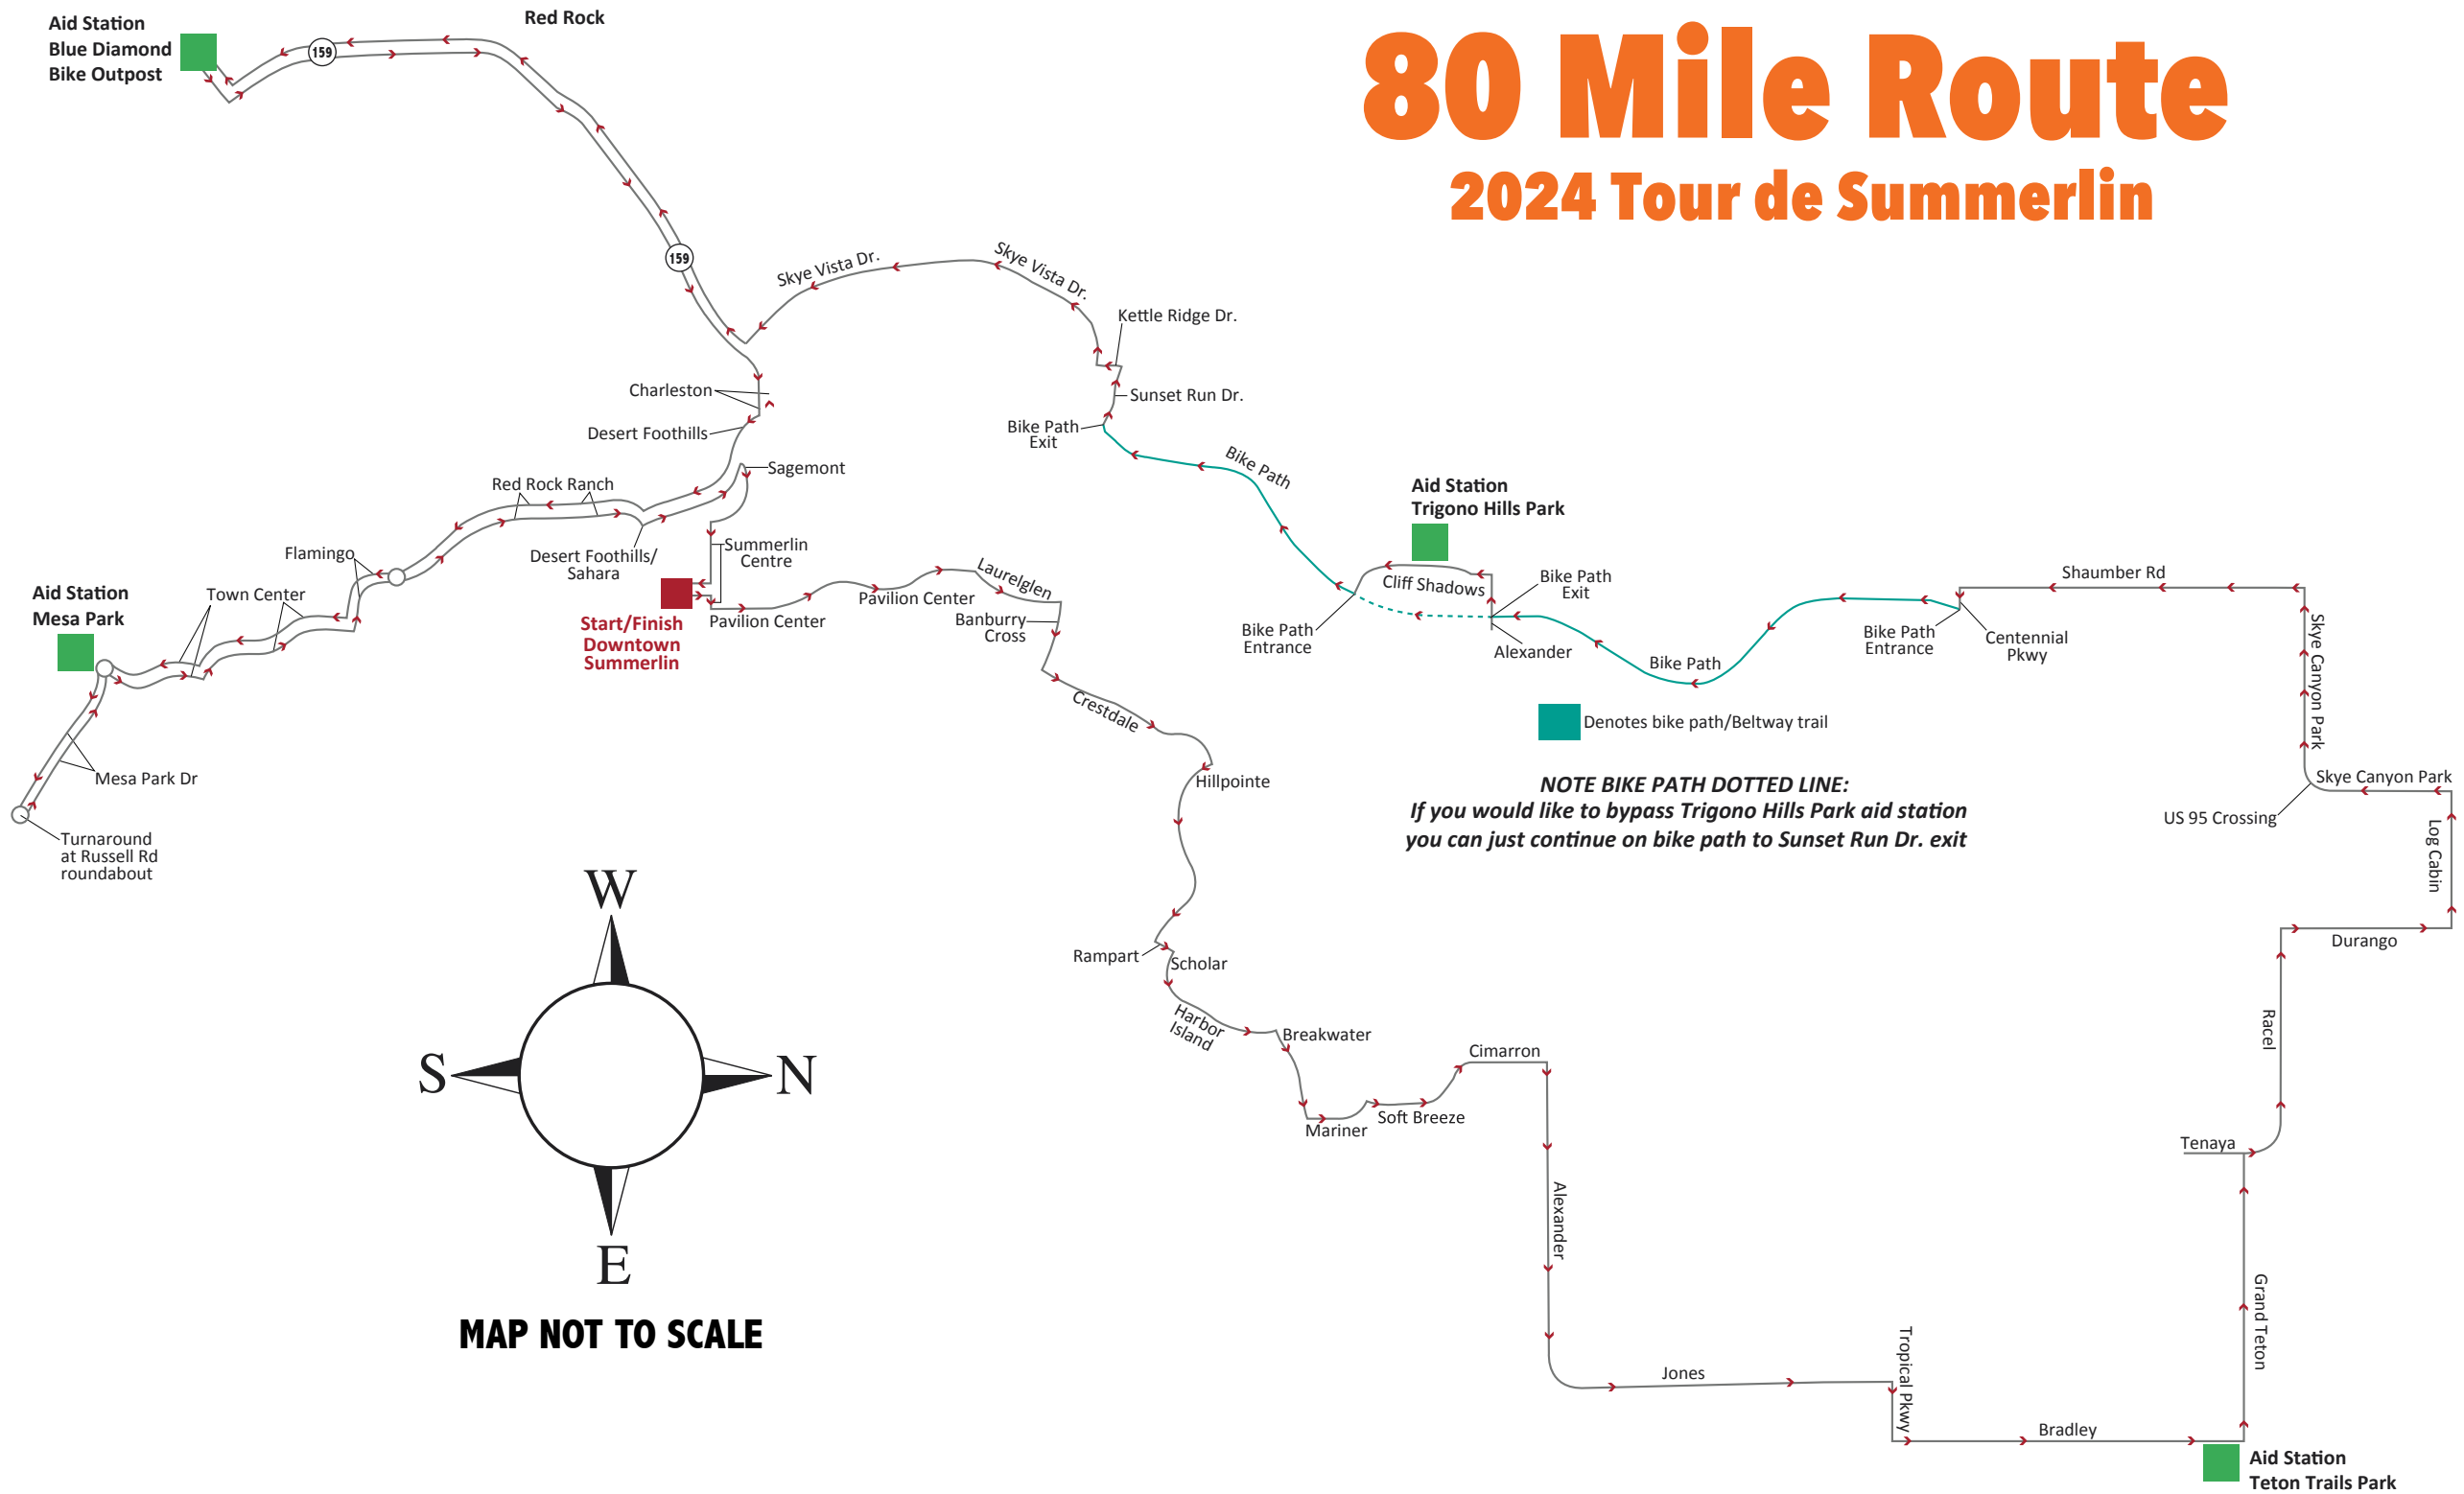 80 Mile Route
2024 Tour de Summerlin
Aid Station
Blue Diamond
Bike Outpost
Red Rock
159
159
Skye Vista Dr.
Skye Vista Dr.
Kettle Ridge Dr.
Sunset Run Dr.
Bike Path
Exit
Bike Path
Charleston
Desert Foothills
Sagemont
Red Rock Ranch
Desert Foothills/
Sahara
Summerlin
Centre
Flamingo
Town Center
Aid Station
Mesa Park
Mesa Park Dr
Turnaround
at Russell Rd
roundabout
Start/Finish
Downtown
Summerlin
Pavilion Center
Pavilion Center
Laurelglen
Banburry
Cross
Crestdale
Hillpointe
Rampart
Scholar
Harbor
Island
Breakwater
Mariner
Soft Breeze
Cimarron
Alexander
Jones
Tropical Pkwy
Bradley
Aid Station
Teton Trails Park
Grand Teton
Tenaya
Racel
Durango
Log Cabin
Skye Canyon Park
US 95 Crossing
Skye Canyon Park
Shaumber Rd
Centennial
Pkwy
Bike Path
Entrance
Bike Path
Bike Path
Exit
Alexander
Aid Station
Trigono Hills Park
Cliff Shadows
Bike Path
Entrance
Denotes bike path/Beltway trail
NOTE BIKE PATH DOTTED LINE:
If you would like to bypass Trigono Hills Park aid station
you can just continue on bike path to Sunset Run Dr. exit
W
S
N
E
MAP NOT TO SCALE